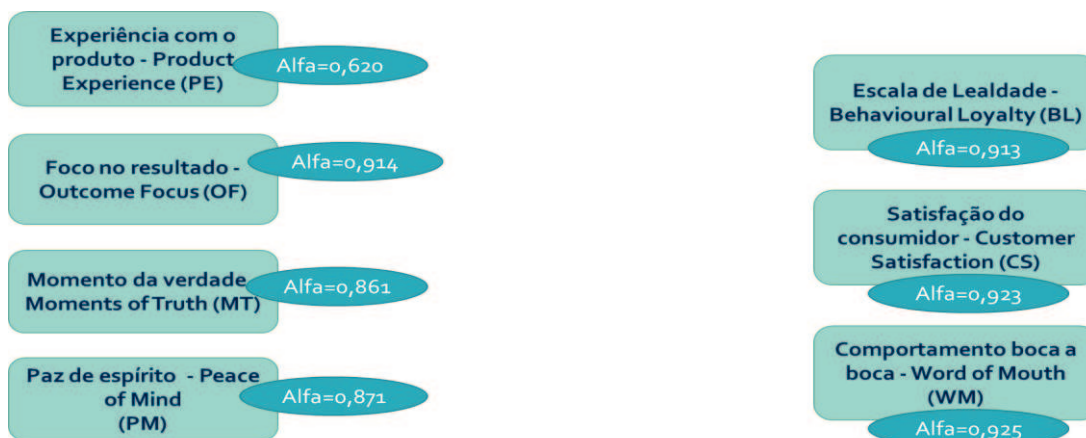 Experiência com o
produto - Product
Experience (PE)
Alfa=0,620
Foco no resultado -
Outcome Focus (OF)
Alfa=0,914
Momento da verdade
Moments of Truth (MT)
Alfa=0,861
Paz de espírito - Peace
of Mind
(PM)
Alfa=0,871
Escala de Lealdade -
Behavioural Loyalty (BL)
Alfa=0,913
Satisfação do
consumidor - Customer
Satisfaction (CS)
Alfa=0,923
Comportamento boca a
boca - Word of Mouth
(WM)
Alfa=0,925